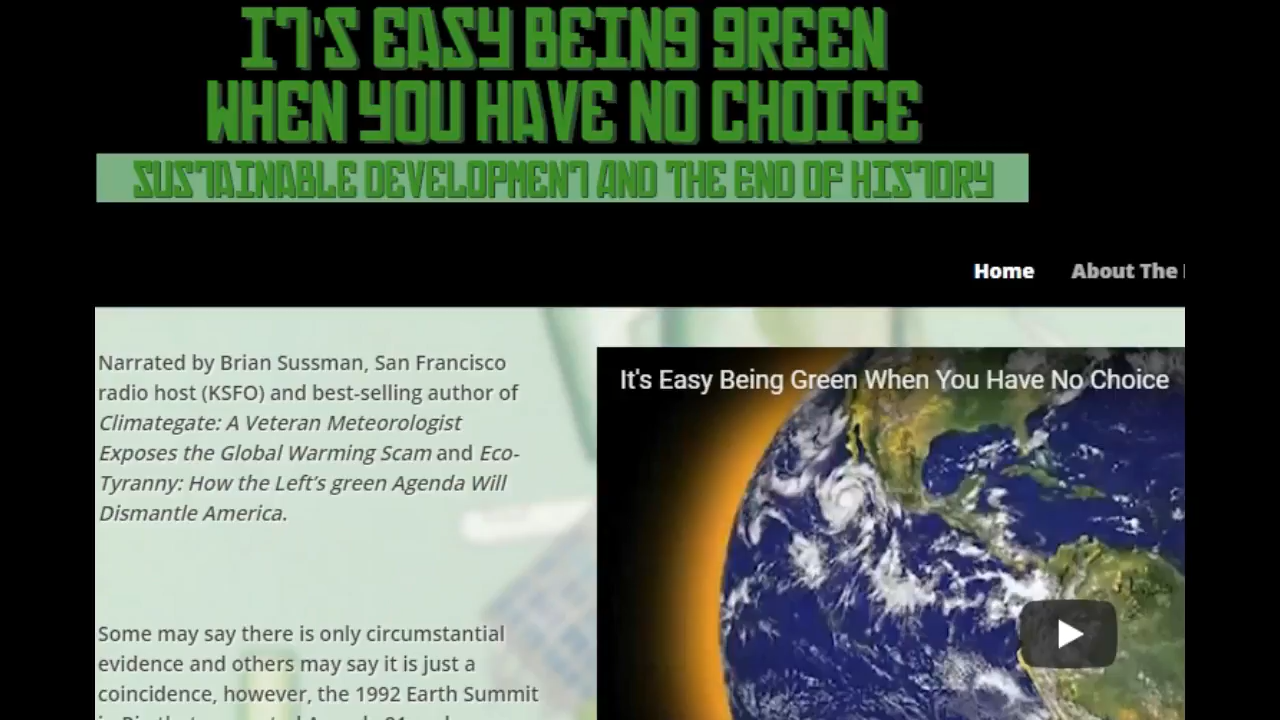 IT'S EASY BEING GREEN
WHEN YOU HAVE NO CHOICE
SUSTAINABLE DEVELOPMENT AND THE END OF HISTORY
Home About The
Narrated by Brian Sussman, San Francisco
radio host (KSFO) and best-selling author of
Climategate: A Veteran Meteorologist
Exposes the Global Warming Scam and Eco-
Tyranny: How the Left's green Agenda Will
Dismantle America.
It's Easy Being Green When You Have No Choice
Some may say there is only circumstantial
evidence and others may say it is just a
coincidence, however, the 1992 Earth Summit